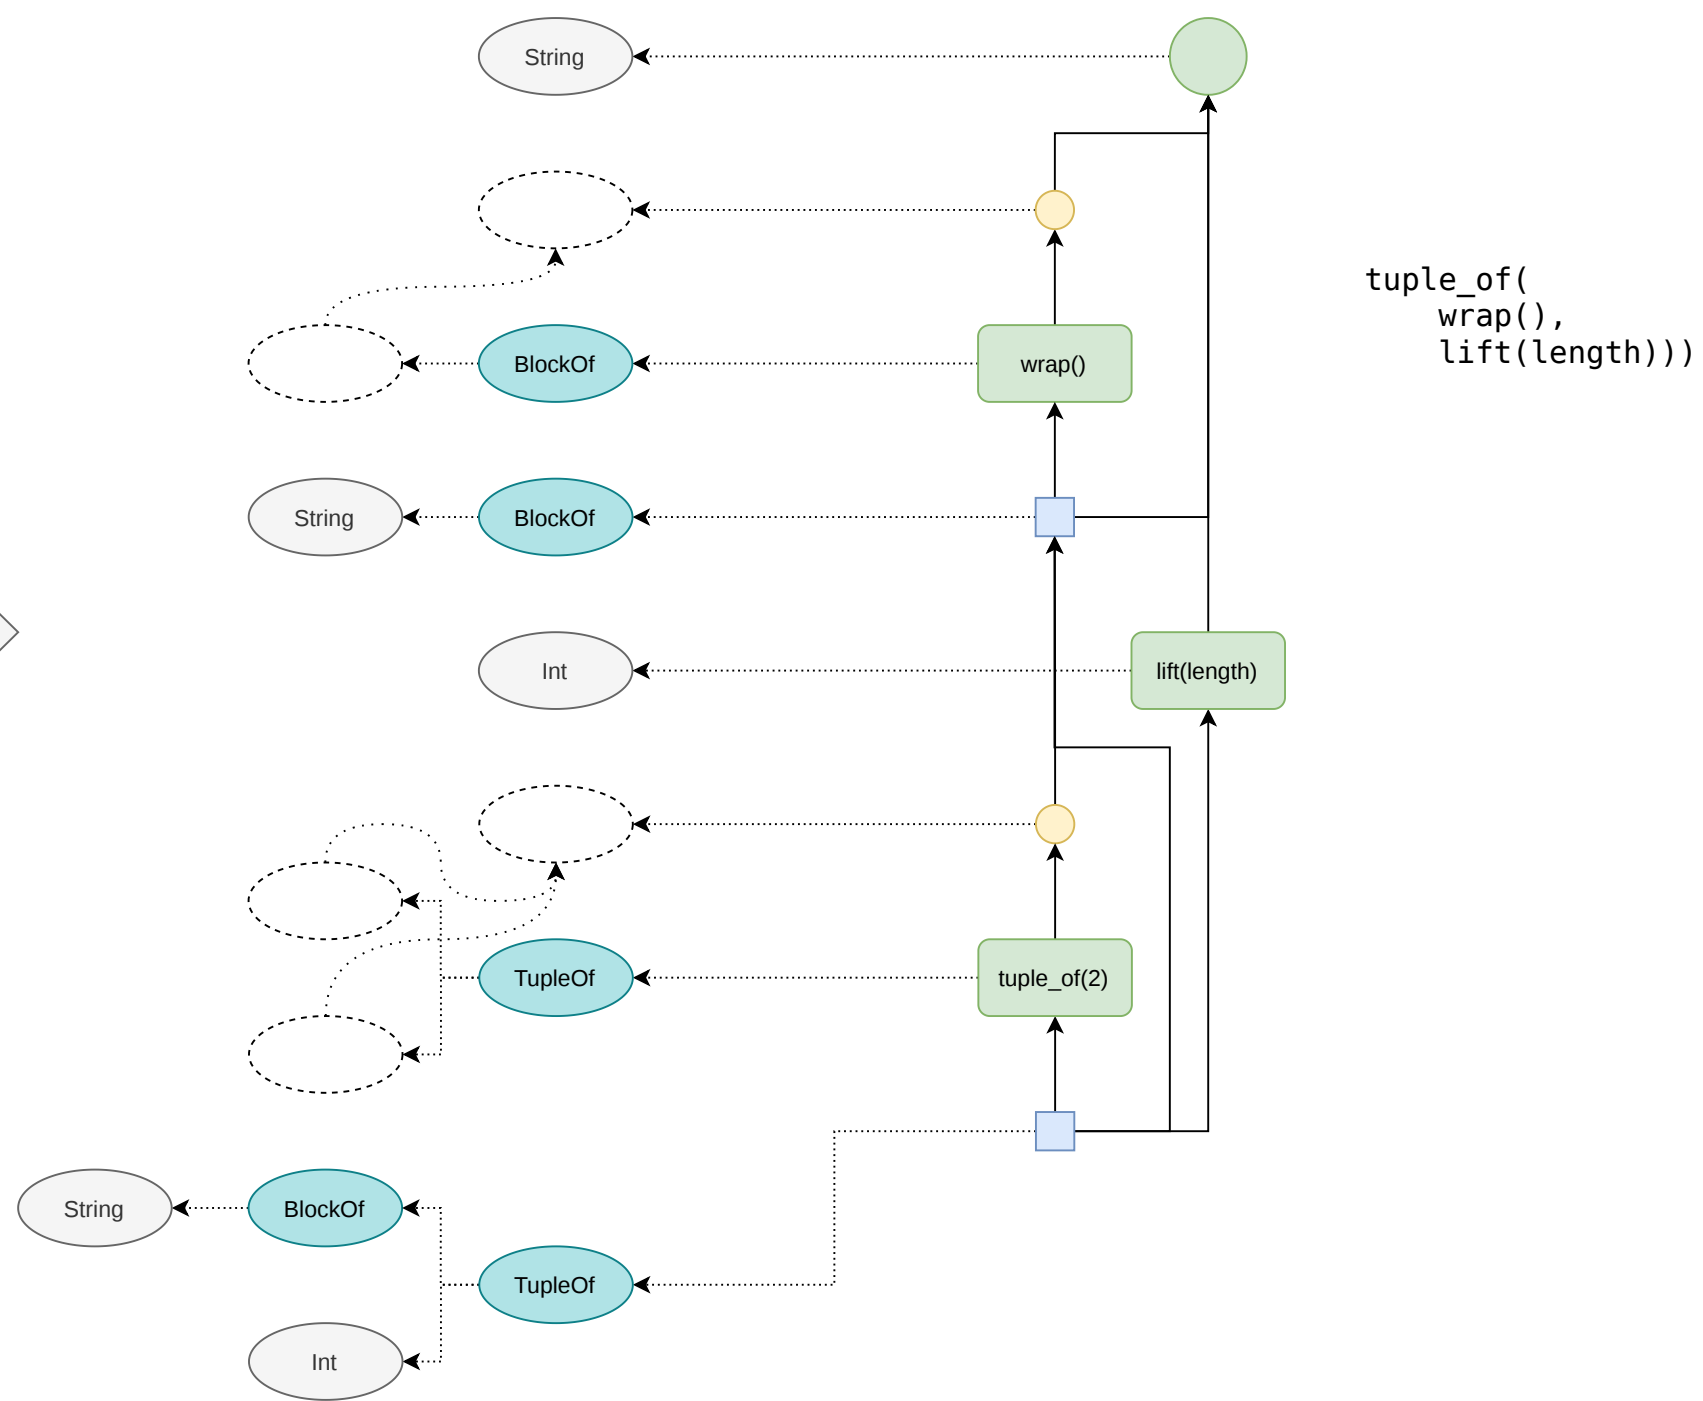 String
tuple_of(
    wrap(),
    lift(length)))
BlockOf
wrap()
String
BlockOf
Int
lift(length)
TupleOf
tuple_of(2)
String
BlockOf
TupleOf
Int